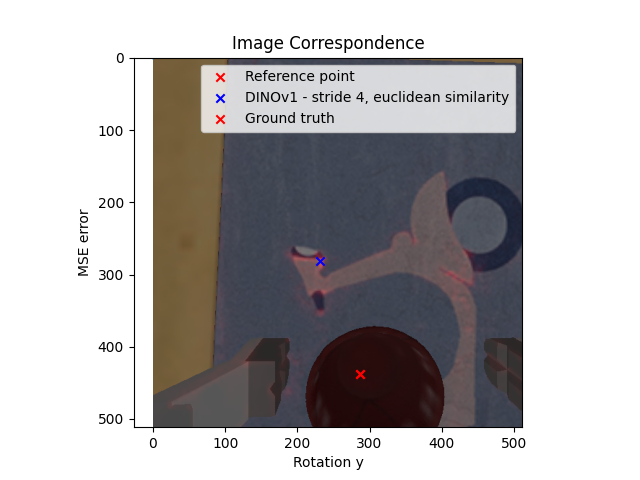 Image Correspondence
Reference point
DINOv1 - stride 4, euclidean similarity
Ground truth
0
100
200
300
400
500
MSE error
0 100 200 300 400 500
Rotation y